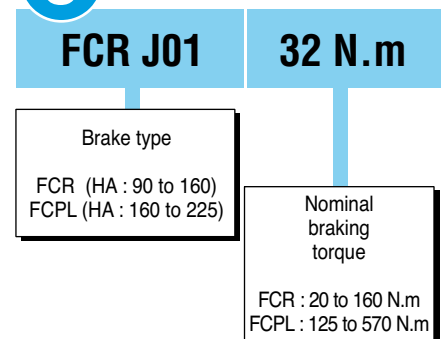 FCR J01 32 N.m
Brake type
FCR (HA : 90 to 160)
FCPL (HA : 160 to 225)
Nominal
braking
torque
FCR : 20 to 160 N.m
FCPL : 125 to 570 N.m